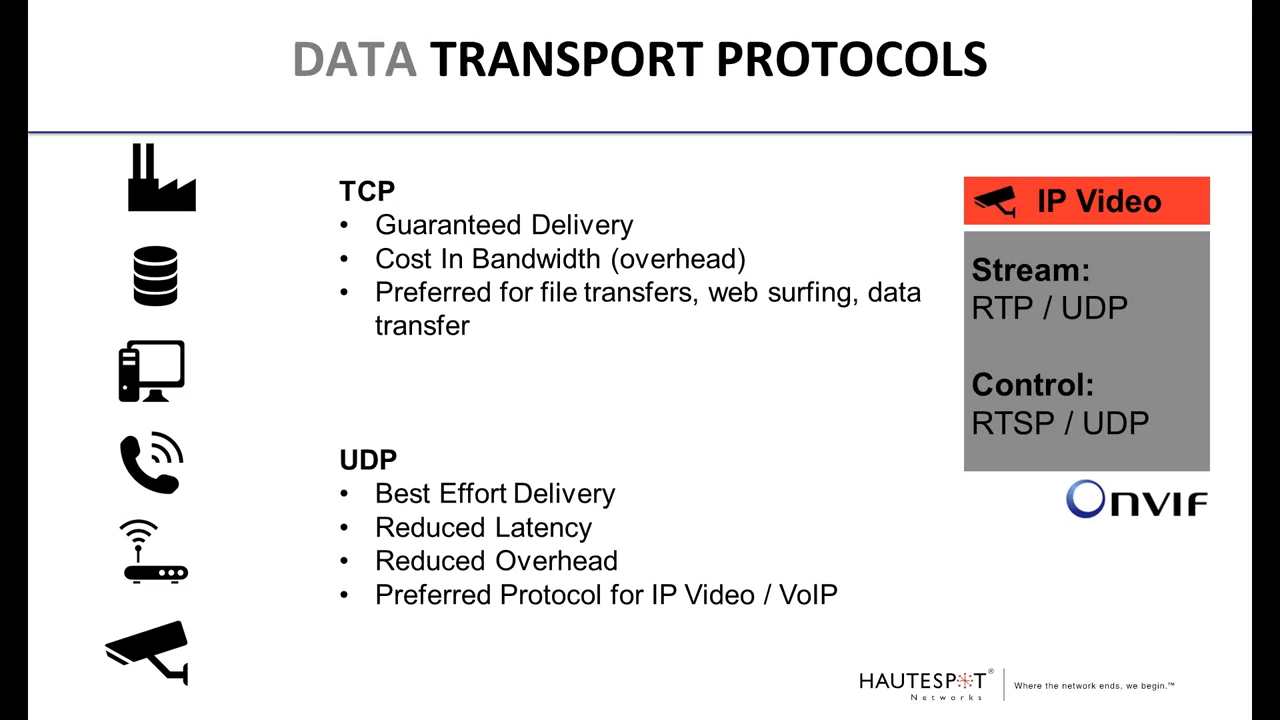 DATA TRANSPORT PROTOCOLS
TCP
• Guaranteed Delivery
• Cost In Bandwidth (overhead)
• Preferred for file transfers, web surfing, data
transfer
UDP
• Best Effort Delivery
• Reduced Latency
• Reduced Overhead
• Preferred Protocol for IP Video / VoIP
IP Video
Stream:
RTP / UDP
Control:
RTSP / UDP
ONVIF
HAUTESPOT®
Networks
Where the network ends, we begin.™